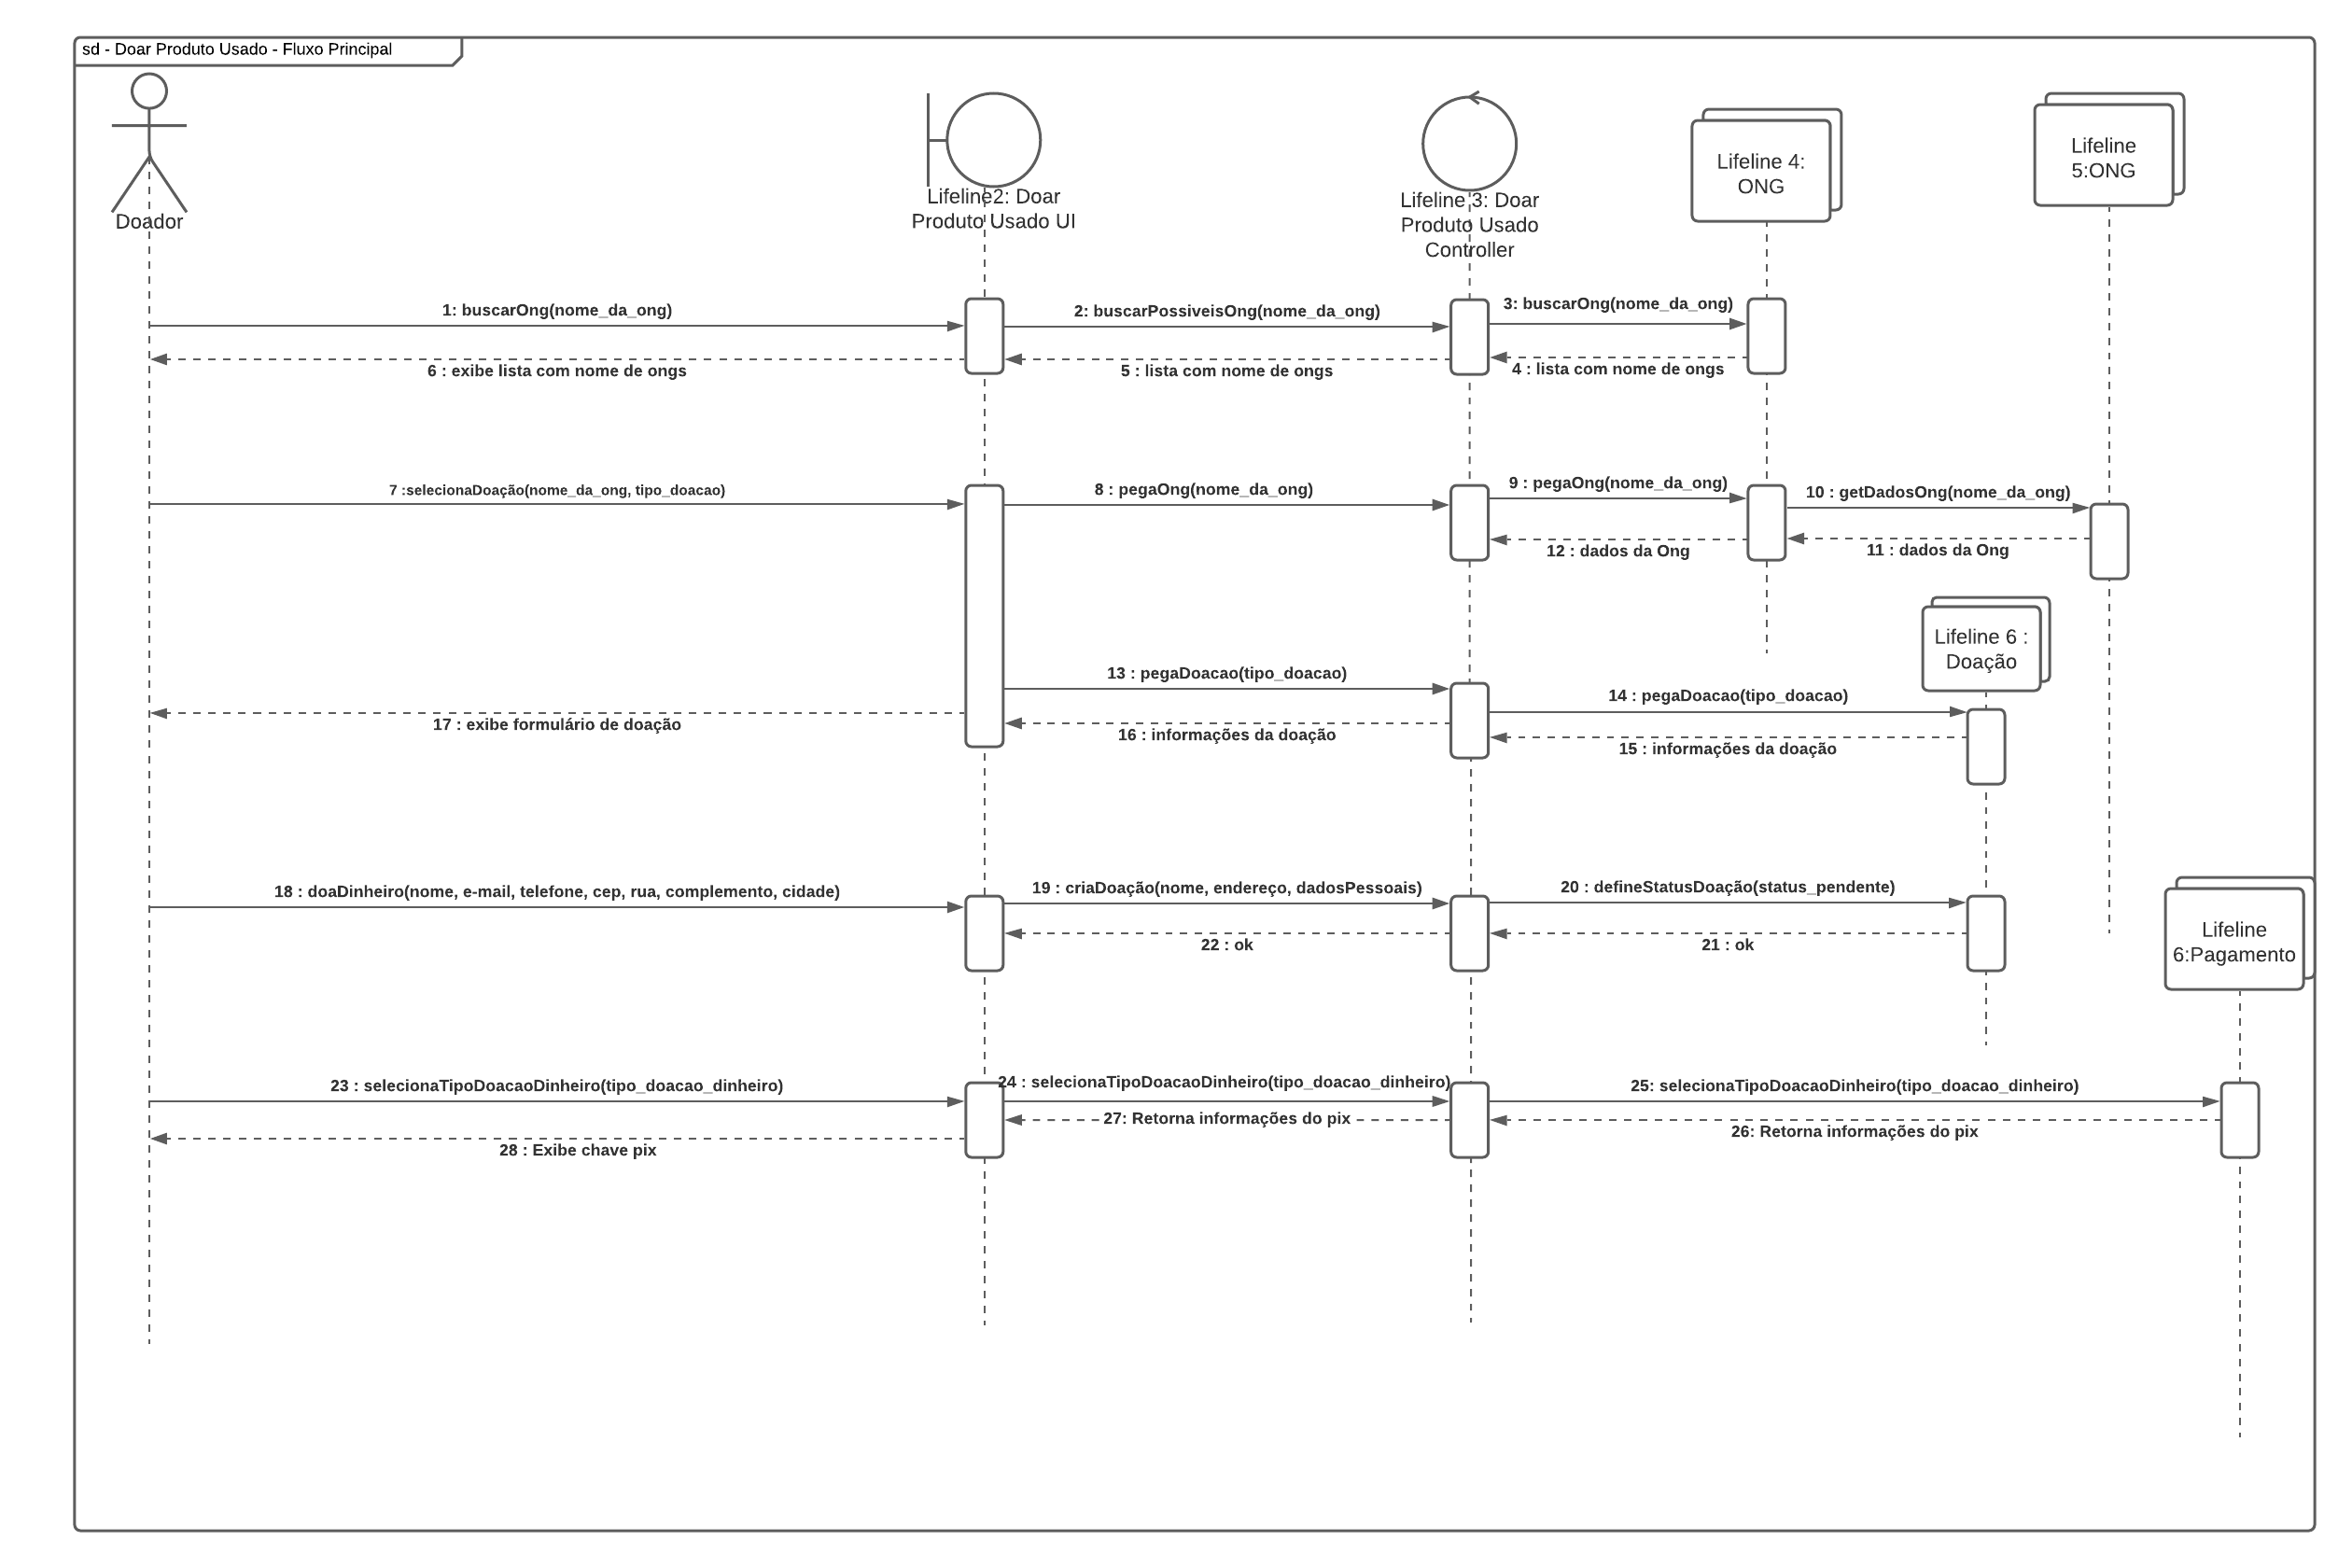 sd - Doar Produto Usado - Fluxo Principal
Doador
Lifeline2: Doar
Produto Usado UI
Lifeline 3: Doar
Produto Usado
Controller
Lifeline 4:
ONG
Lifeline
5:ONG
1: buscarOng(nome_da_ong)
2: buscarPossiveisOng(nome_da_ong)
3: buscarOng(nome_da_ong)
6 : exibe lista com nome de ongs
5 : lista com nome de ongs
4 : lista com nome de ongs
7 :selecionaDoação(nome_da_ong, tipo_doacao)
8 : pegaOng(nome_da_ong)
9 : pegaOng(nome_da_ong)
10 : getDadosOng(nome_da_ong)
12 : dados da Ong
11 : dados da Ong
Lifeline 6 :
Doação
13 : pegaDoacao(tipo_doacao)
14 : pegaDoacao(tipo_doacao)
17 : exibe formulário de doação
16 : informações da doação
15 : informações da doação
18 : doaDinheiro(nome, e-mail, telefone, cep, rua, complemento, cidade)
19 : criaDoação(nome, endereço, dadosPessoais)
20 : defineStatusDoação(status_pendente)
22 : ok
21 : ok
Lifeline
6:Pagamento
23 : selecionaTipoDoacaoDinheiro(tipo_doacao_dinheiro)
24 : selecionaTipoDoacaoDinheiro(tipo_doacao_dinheiro)
25: selecionaTipoDoacaoDinheiro(tipo_doacao_dinheiro)
27: Retorna informações do pix
26: Retorna informações do pix
28 : Exibe chave pix